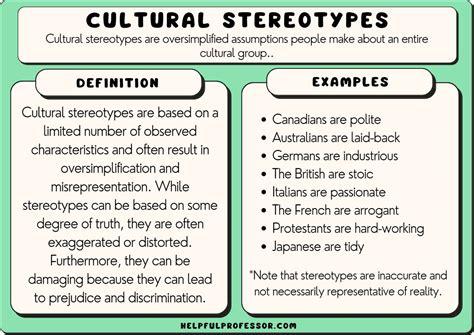 CULTURAL STEREOTYPES
Cultural stereotypes are oversimplified assumptions people make about an entire
cultural group..
DEFINITION
Cultural stereotypes are based on a
limited number of observed
characteristics and often result in
oversimplification and
misrepresentation. While
stereotypes can be based on some
degree of truth, they are often
exaggerated or distorted.
Furthermore, they can be
damaging because they can lead
to prejudice and discrimination.
EXAMPLES
• Canadians are polite
• Australians are laid-back
• Germans are industrious
• The British are stoic
• Italians are passionate
• The French are arrogant
• Protestants are hard-working
• Japanese are tidy
*Note that stereotypes are inaccurate and
not necessarily representative of reality.
HELPFULPROFESSOR.COM